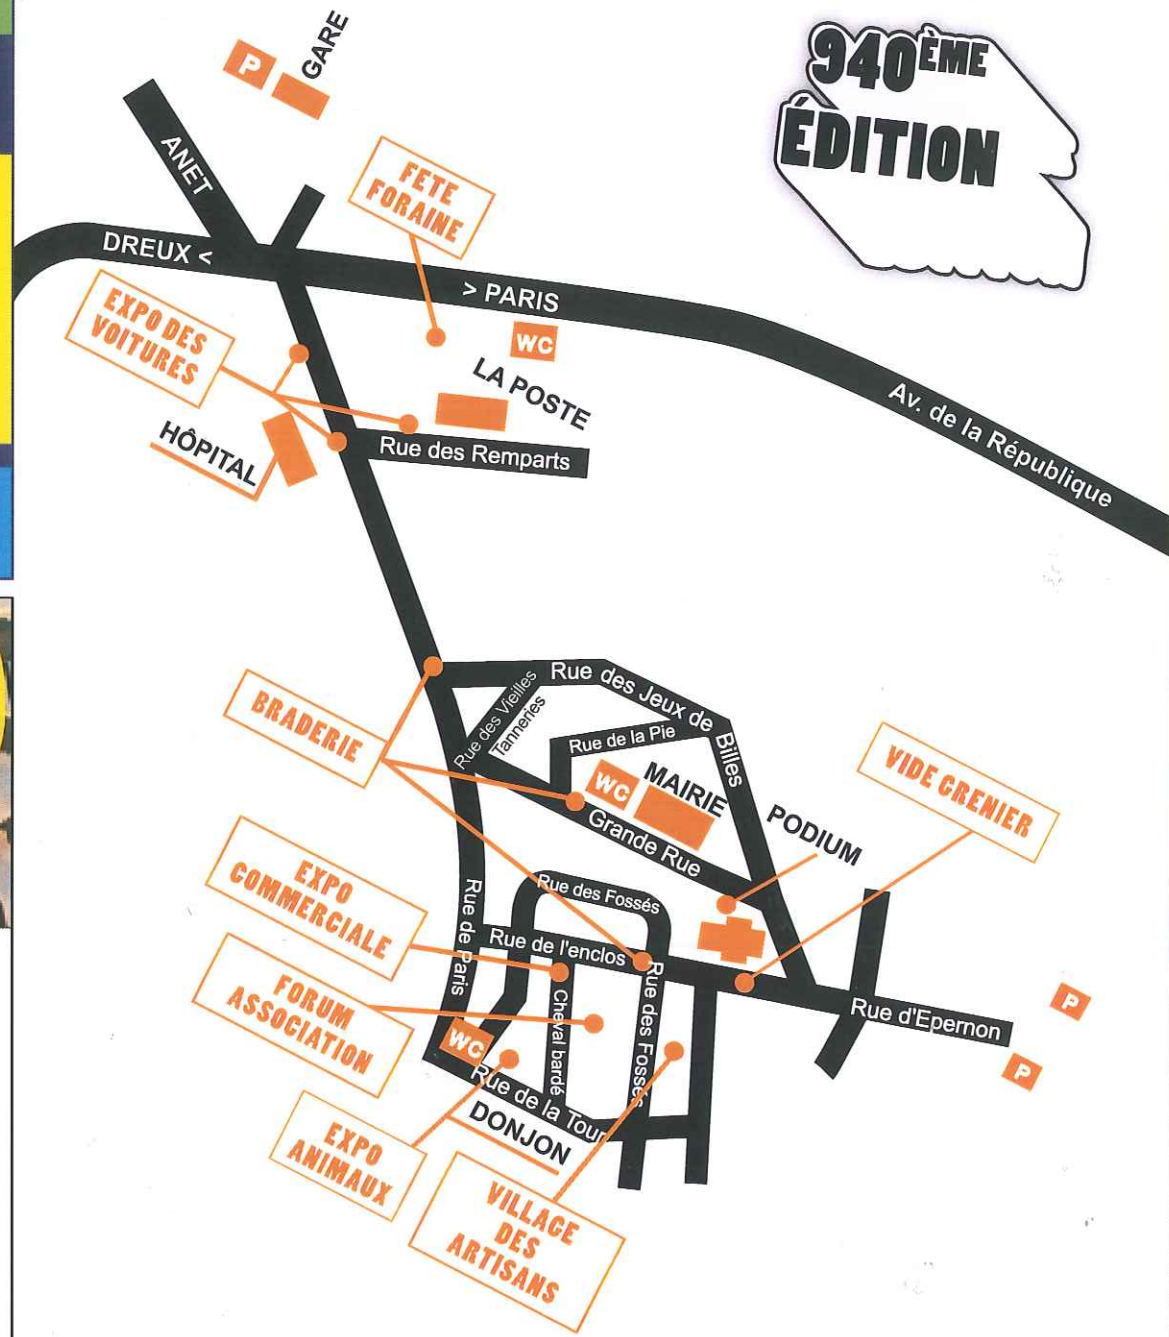 940ÈME
ÉDITION
P
GARE
ANET
FETE
FORAINE
DREUX <
> PARIS
EXPO DES
VOITURES
WC
LA POSTE
Av. de la République
HÔPITAL
Rue des Remparts
BRADERIE
Rue des Vieilles
Tanneries
Rue des Jeux de
Billes
Rue de la Pie
WC
MAIRIE
Grande Rue
PODIUM
VIDE GRENIER
EXPO
COMMERCIALE
Rue de Paris
Rue des Fossés
Rue de l'enclos
FORUM
ASSOCIATION
Cheval bardé
Rue des Fossés
Rue d'Epernon
P
P
WC
Rue de la Tour
DONJON
EXPO
ANIMAUX
VILLAGE
DES
ARTISANS